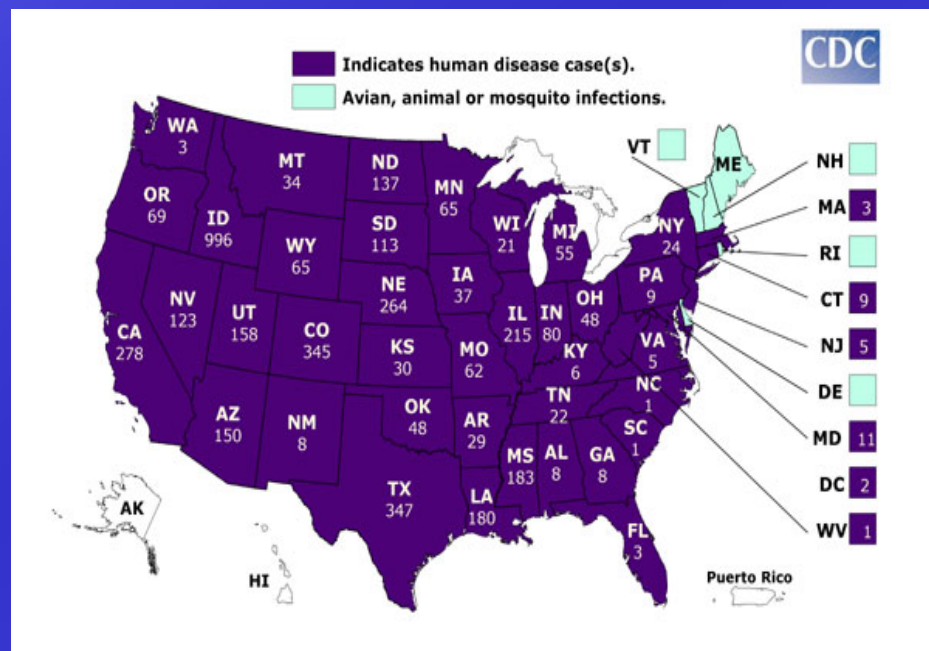 CDC
Indicates human disease case(s).
Avian, animal or mosquito infections.
WA
3
MT
34
ND
137
MN
65
VT
ME
NH
OR
69
ID
996
WY
65
SD
113
WI
21
MI
55
NY
24
MA 3
RI
NE
264
IA
37
PA
9
CT 9
NV
123
UT
158
CO
345
IL
215
IN
80
OH
48
NJ 5
CA
278
KS
30
MO
62
KY
6
VA
5
DE
NC
1
MD 11
AZ
150
NM
8
OK
48
AR
29
TN
22
SC
1
DC 2
MS
183
AL
8
GA
8
WV 1
TX
347
LA
180
FL
3
AK
HI
Puerto Rico